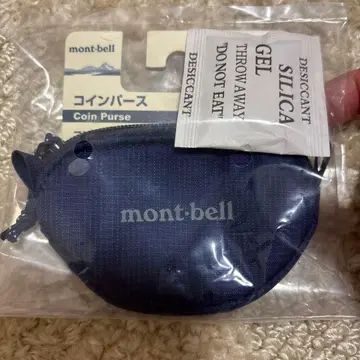 mont·bell
コインパース
Coin Purse
DESICCANT
SILICA
GEL
THROW AWAY
"DO NOT EAT"
DESICCANT
mont·bell